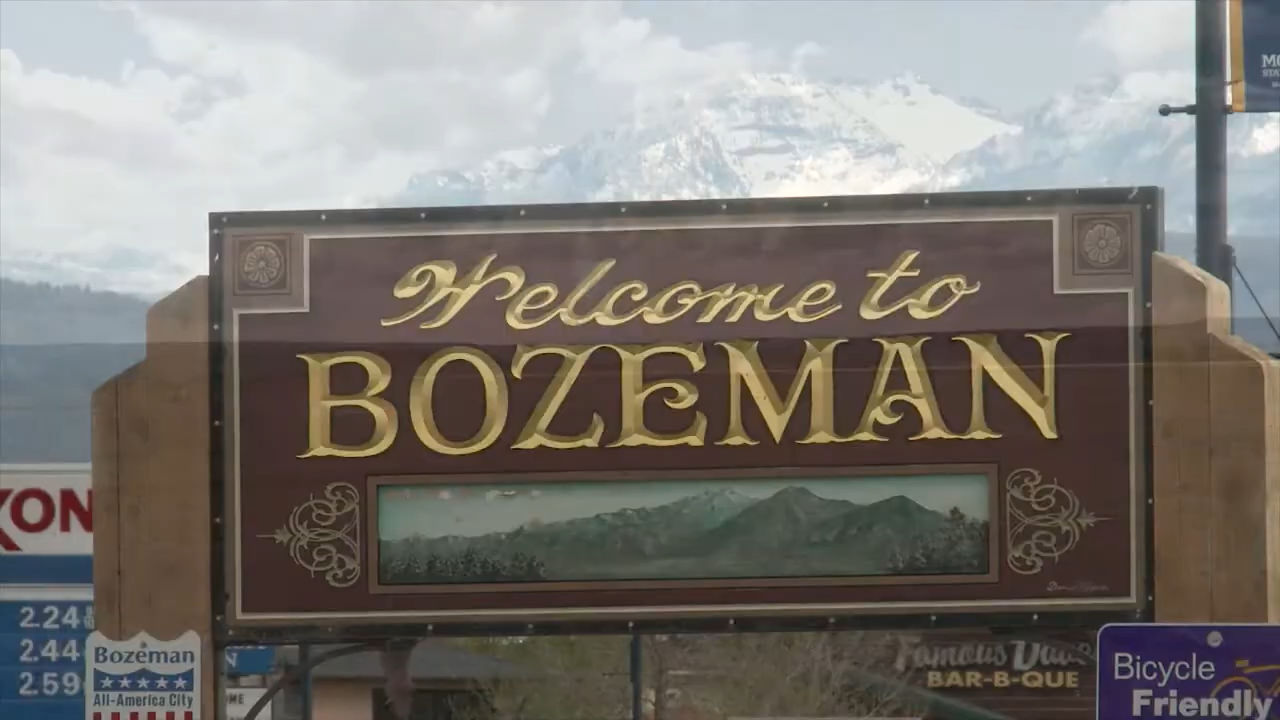 MO
Welcome to
BOZEMAN
XON
2.24
2.44
2.59
Bozeman
All-America City
Famous Dave
BAR-B-QUE
Bicycle
Friendly